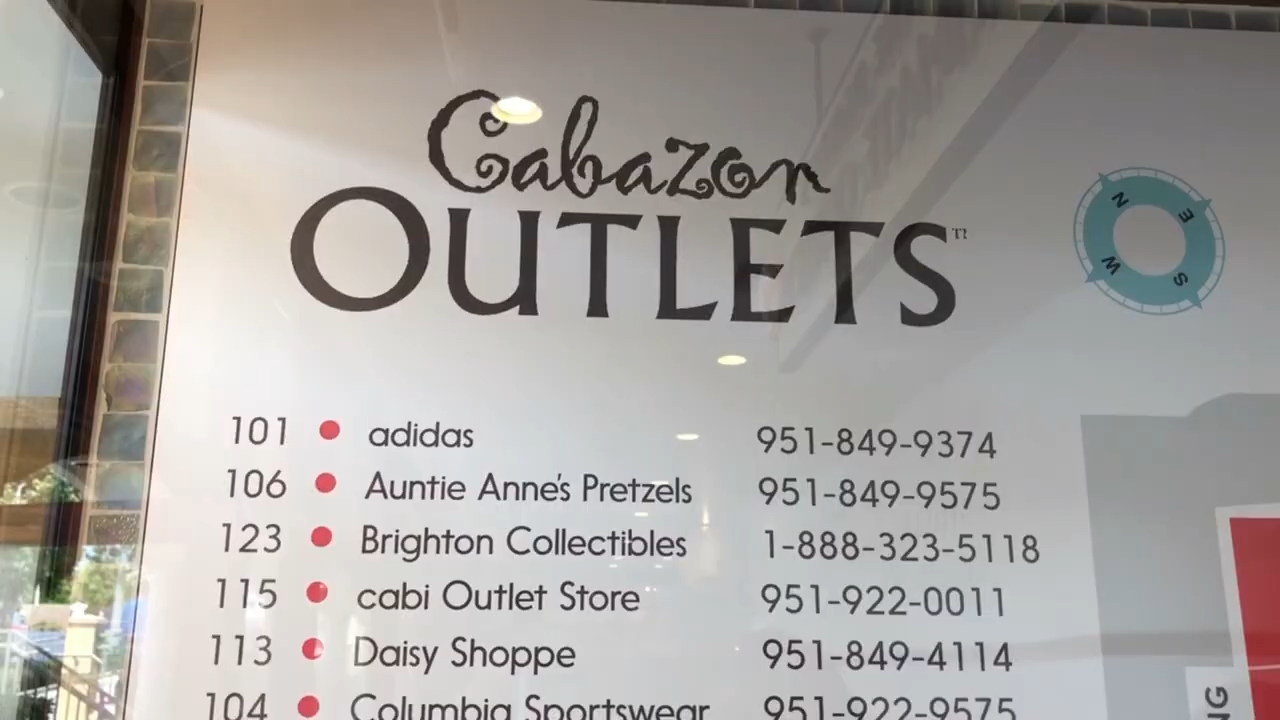 Cabazon
OUTLETS™
N
E
W
S
101 • adidas 951-849-9374
106 • Auntie Anne's Pretzels 951-849-9575
123 • Brighton Collectibles 1-888-323-5118
115 • cabi Outlet Store 951-922-0011
113 • Daisy Shoppe 951-849-4114
104 • Columbia Sportswear 951-922-9575